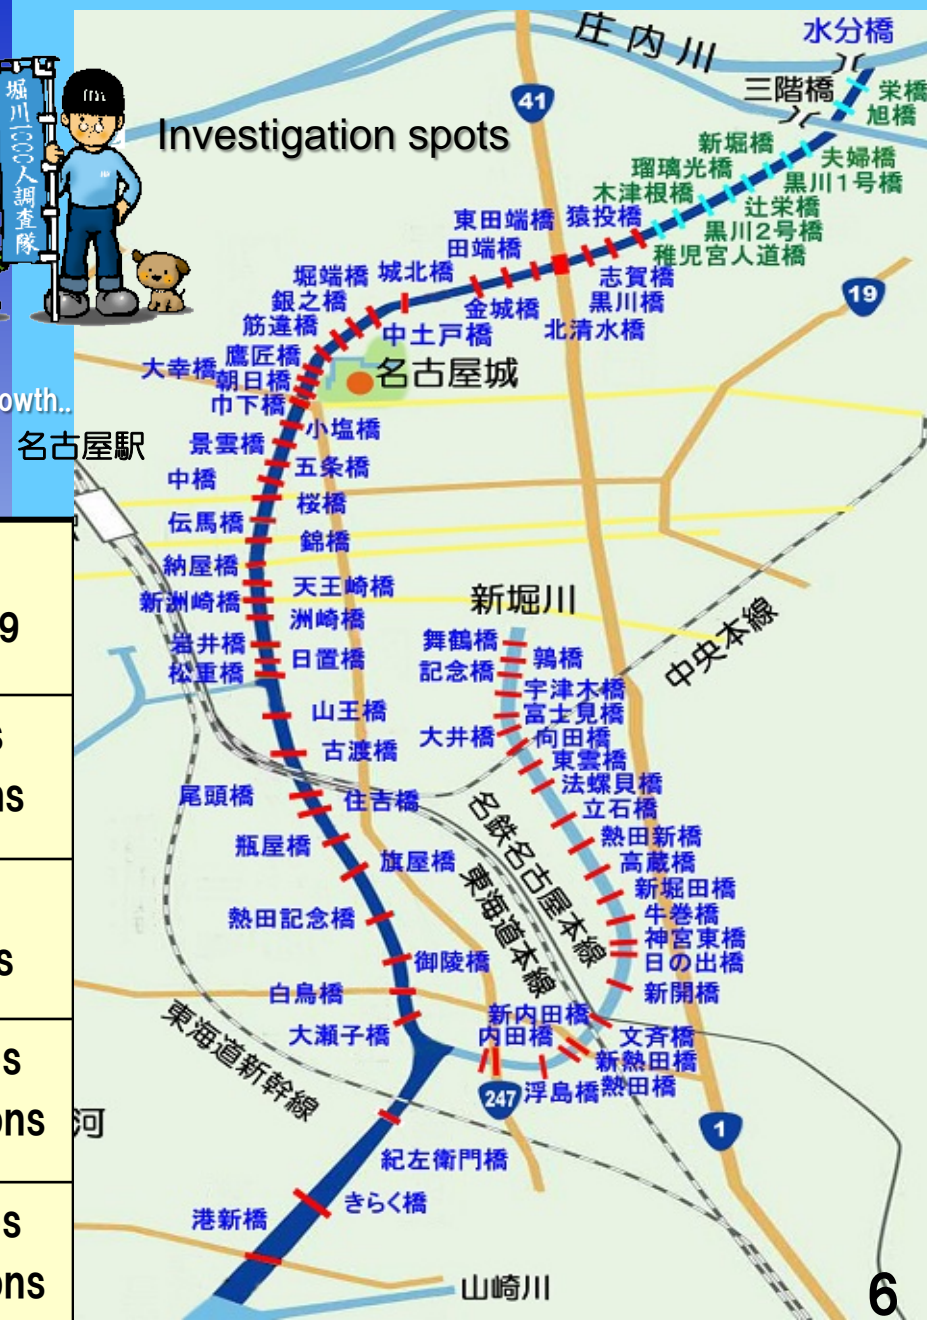 庄内川
水分橋
41
三階橋
栄橋
旭橋
堀川1000人調査隊
Investigation spots
新堀橋
夫婦橋
瑠璃光橋
黒川1号橋
木津根橋
辻栄橋
東田端橋
猿投橋
黒川2号橋
田端橋
稚児宮人道橋
堀端橋
城北橋
志賀橋
19
銀之橋
金城橋
黒川橋
筋違橋
中土戸橋
北清水橋
鷹匠橋
大幸橋
朝日橋
名古屋城
owth..
巾下橋
名古屋駅
小塩橋
景雲橋
五条橋
中橋
桜橋
伝馬橋
錦橋
納屋橋
天王崎橋
新洲崎橋
洲崎橋
新堀川
9
岩井橋
日置橋
松重橋
舞鶴橋
鶉橋
記念橋
中央本線
宇津木橋
山王橋
富士見橋
s
大井橋
向田橋
古渡橋
東雲橋
ns
尾頭橋
住吉橋
法螺貝橋
立石橋
瓶屋橋
名鉄名古屋本線
熱田新橋
旗屋橋
東海道本線
高蔵橋
新堀田橋
熱田記念橋
牛巻橋
神宮東橋
s
御陵橋
日の出橋
白鳥橋
新開橋
大瀬子橋
新内田橋
東海道新幹線
内田橋
文斉橋
新熱田橋
s
浮島橋
熱田橋
247
ons
河
1
紀左衛門橋
きらく橋
港新橋
s
ons
山崎川
6